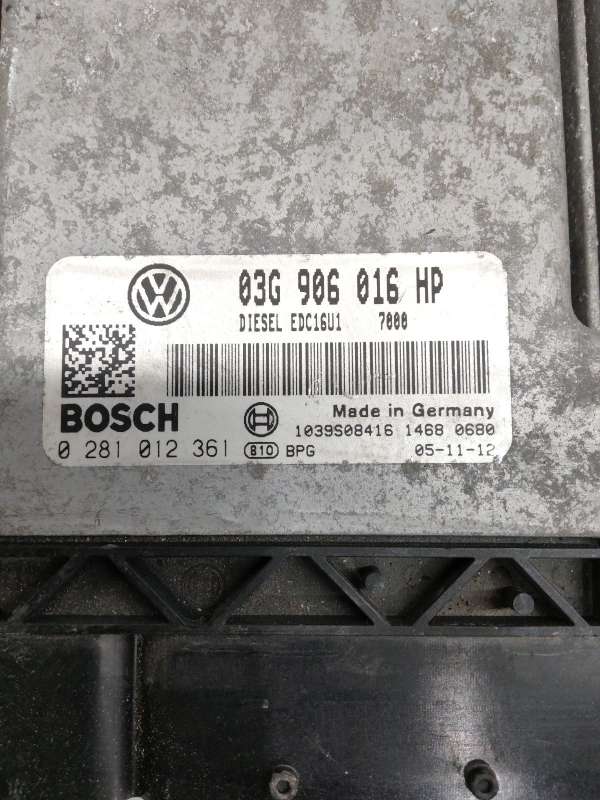 03G 906 016 HP
DIESEL EDC16U1 7000
BOSCH
Made in Germany
1039S08416 1468 0680
0 281 012 361 810 BPG 05-11-12